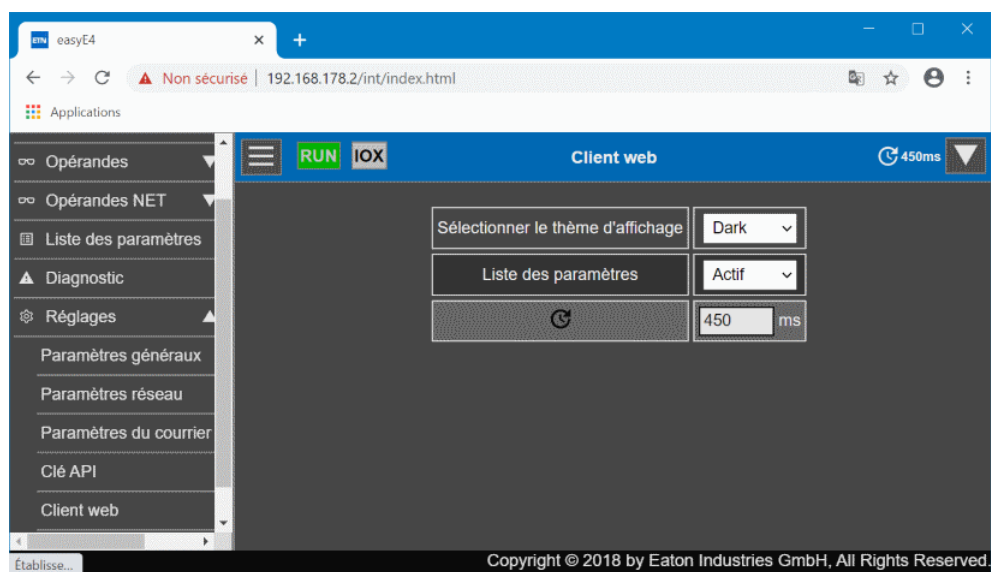 ETN easyE4
Non sécurisé | 192.168.178.2/int/index.html
Applications
Opérandes
Opérandes NET
Liste des paramètres
Diagnostic
Réglages
Paramètres généraux
Paramètres réseau
Paramètres du courrier
Clé API
Client web
RUN IOX Client web 450ms
Sélectionner le thème d'affichage Dark
Liste des paramètres Actif
450 ms
Établisse...
Copyright © 2018 by Eaton Industries GmbH, All Rights Reserved.